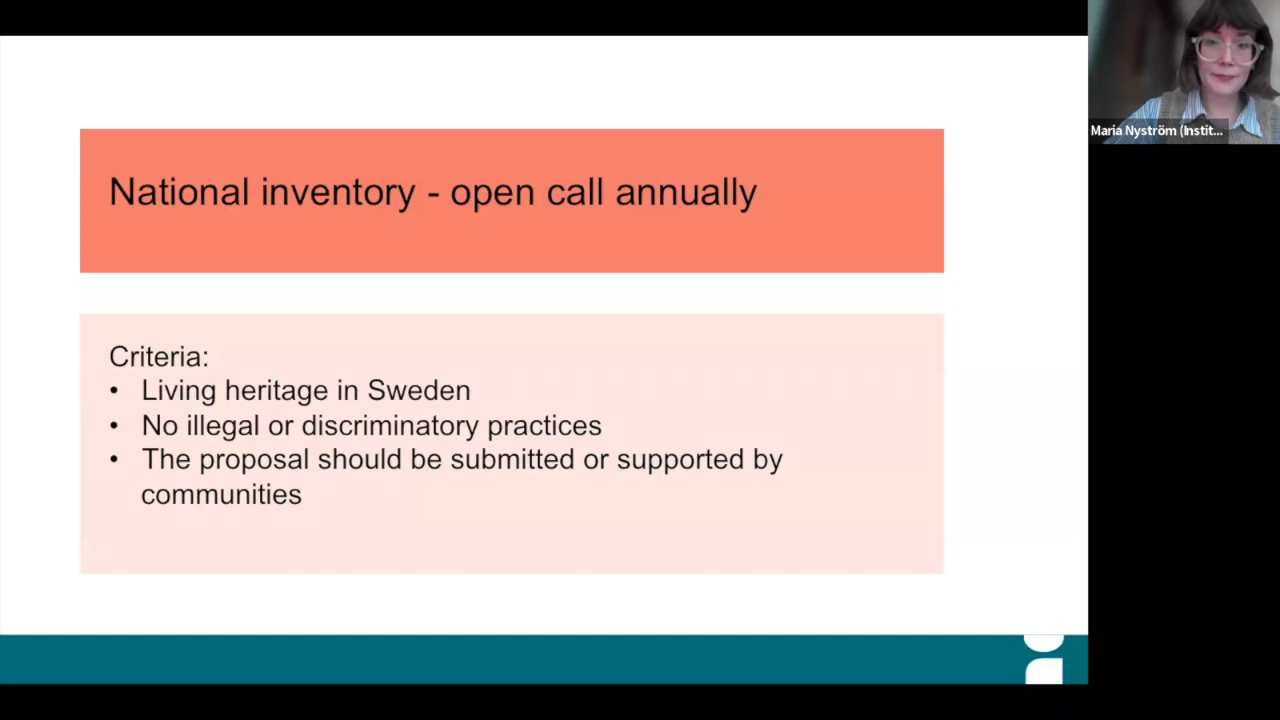 National inventory - open call annually
Criteria:
• Living heritage in Sweden
• No illegal or discriminatory practices
• The proposal should be submitted or supported by
communities
Maria Nyström (Instit...